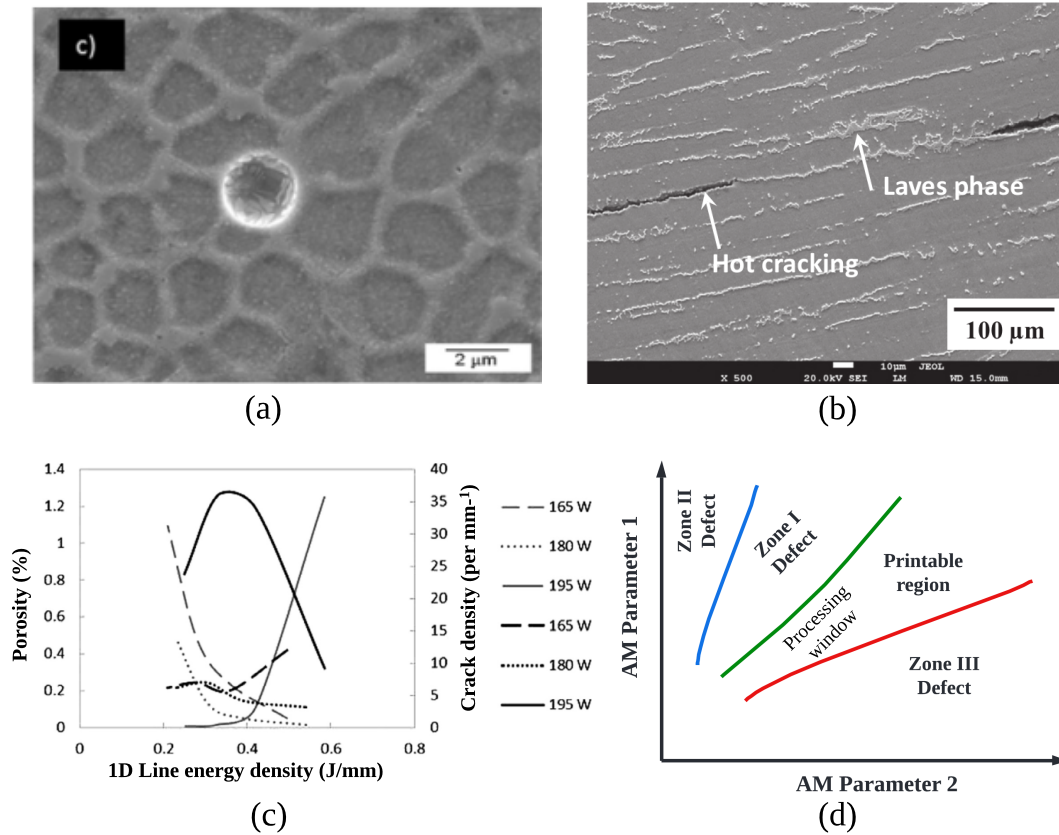 c)
2 µm
(a)
Laves phase
Hot cracking
100 µm
10µm JEOL
X 500 20.0kV SEI LM WD 15.0mm
(b)
1.4
1.2
1
0.8
0.6
0.4
0.2
0
Porosity (%)
40
35
30
25
20
15
10
5
0
Crack density (per mm-1)
0 0.2 0.4 0.6 0.8
1D Line energy density (J/mm)
165 W
180 W
195 W
165 W
180 W
195 W
(c)
AM Parameter 1
Zone II
Defect
Zone I
Defect
Printable
region
Processing
window
Zone III
Defect
AM Parameter 2
(d)